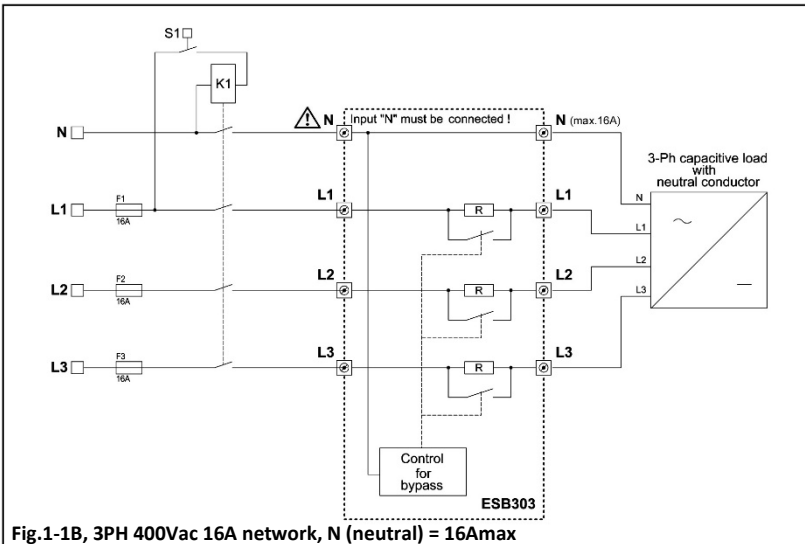 S1
K1
N
Input "N" must be connected !
N
N (max.16A)
3-Ph capacitive load
with
neutral conductor
L1
F1
16A
L1
R
L1
N
L1
L2
L3
L2
F2
16A
L2
R
L2
L3
F3
16A
L3
R
L3
Control
for
bypass
ESB303
Fig.1-1B, 3PH 400Vac 16A network, N (neutral) = 16Amax